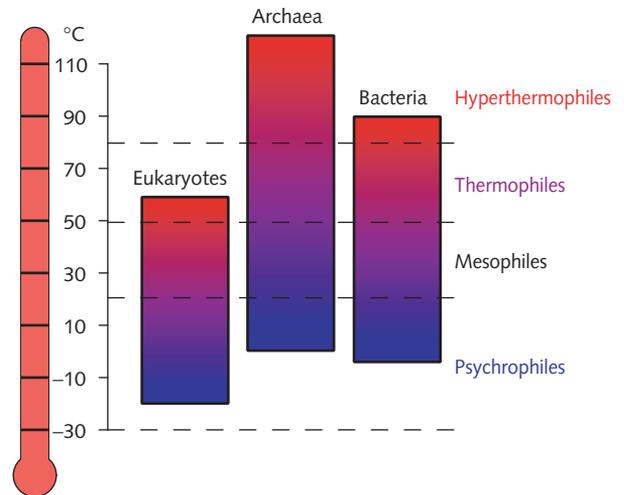 Archaea
°C
110
90
70
50
30
10
–10
–30
Bacteria
Eukaryotes
Hyperthermophiles
Thermophiles
Mesophiles
Psychrophiles